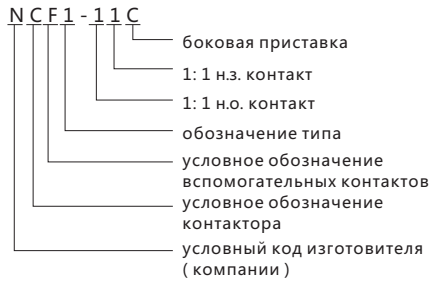 NCF1-11C
боковая приставка
1: 1 н.з. контакт
1: 1 н.о. контакт
обозначение типа
условное обозначение
вспомогательных контактов
условное обозначение
контактора
условный код изготовителя
( компании )